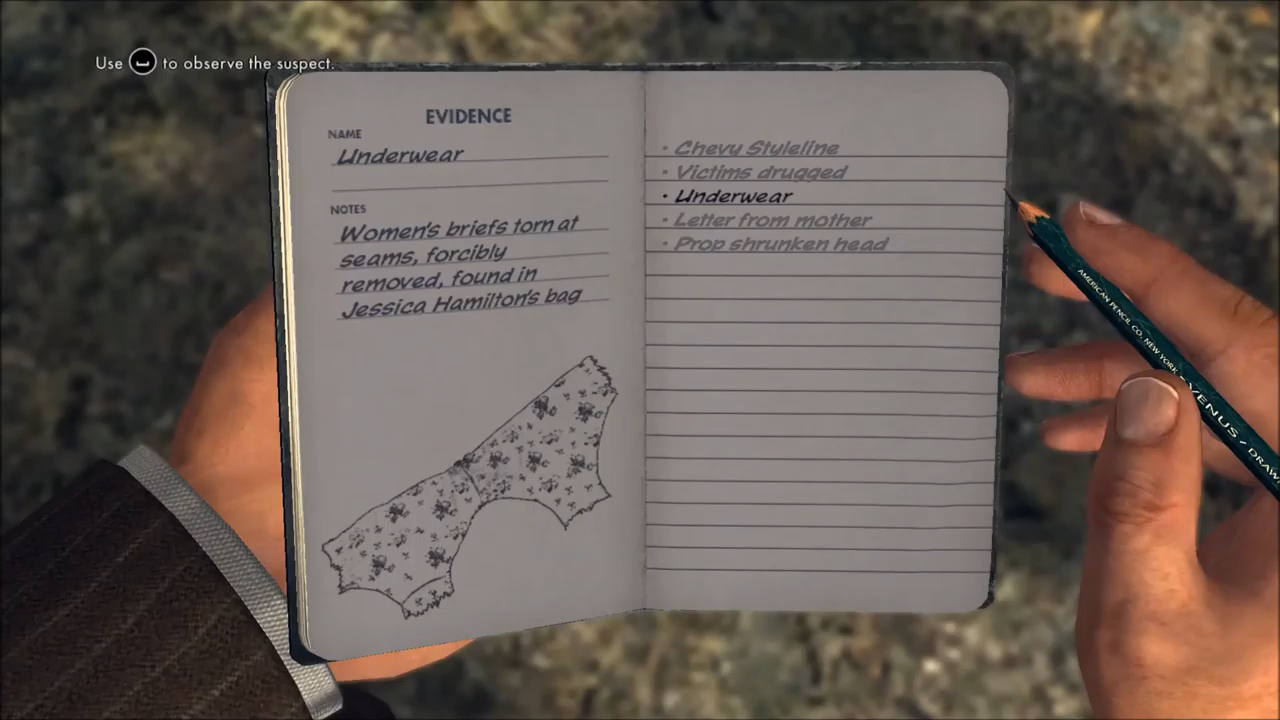 Use to observe the suspect.
EVIDENCE
NAME
Underwear
NOTES
Women's briefs torn at
seams, forcibly
removed, found in
Jessica Hamilton's bag
• Chevy Styleline
• Victims drugged
• Underwear
• Letter from mother
• Prop shrunken head
AMERICAN PENCIL CO. NEW YORK VENUS / DRAW